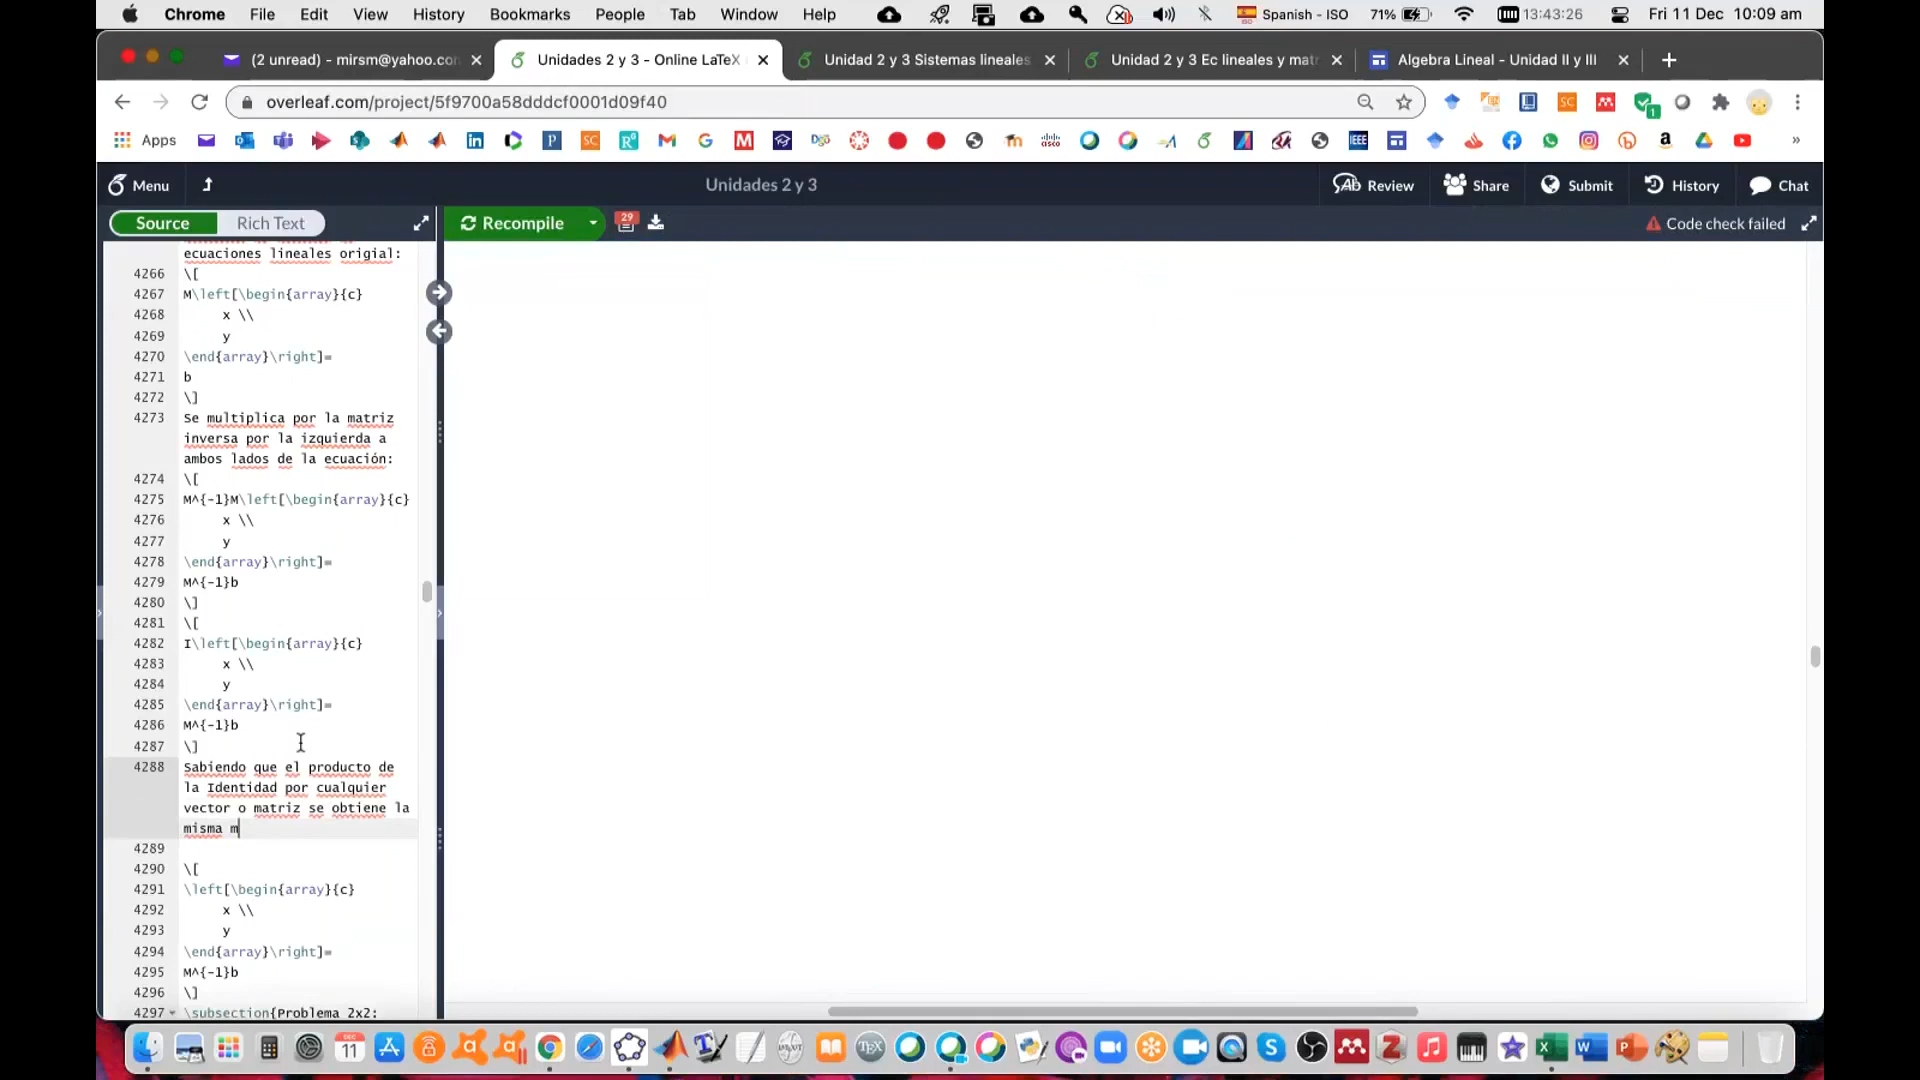 Chrome File Edit View History Bookmarks People Tab Window Help Spanish - ISO 71% 13:43:26 Fri 11 Dec 10:09 am
(2 unread) - mirsm@yahoo.co
Unidades 2 y 3 - Online LaTeX
Unidad 2 y 3 Sistemas lineales
Unidad 2 y 3 Ec lineales y mat
Algebra Lineal - Unidad II y III
overleaf.com/project/5f9700a58dddcf0001d09f40
Apps
Menu
Unidades 2 y 3
Review Share Submit History Chat
Source Rich Text
Recompile 29
Code check failed
ecuaciones lineales origial:
4266 \[
4267 M\left[\begin{array}{c}
4268 x \\
4269 y
4270 \end{array}\right]=
4271 b
4272 \]
4273 Se multiplica por la matriz
inversa por la izquierda a
ambos lados de la ecuación:
4274 \[
4275 M^{-1}M\left[\begin{array}{c}
4276 x \\
4277 y
4278 \end{array}\right]=
4279 M^{-1}b
4280 \]
4281 \[
4282 I\left[\begin{array}{c}
4283 x \\
4284 y
4285 \end{array}\right]=
4286 M^{-1}b
4287 \]
4288 Sabiendo que el producto de
la Identidad por cualquier
vector o matriz se obtiene la
misma m
4289
4290 \[
4291 \left[\begin{array}{c}
4292 x \\
4293 y
4294 \end{array}\right]=
4295 M^{-1}b
4296 \]
4297 \subsection{Problema 2x2: